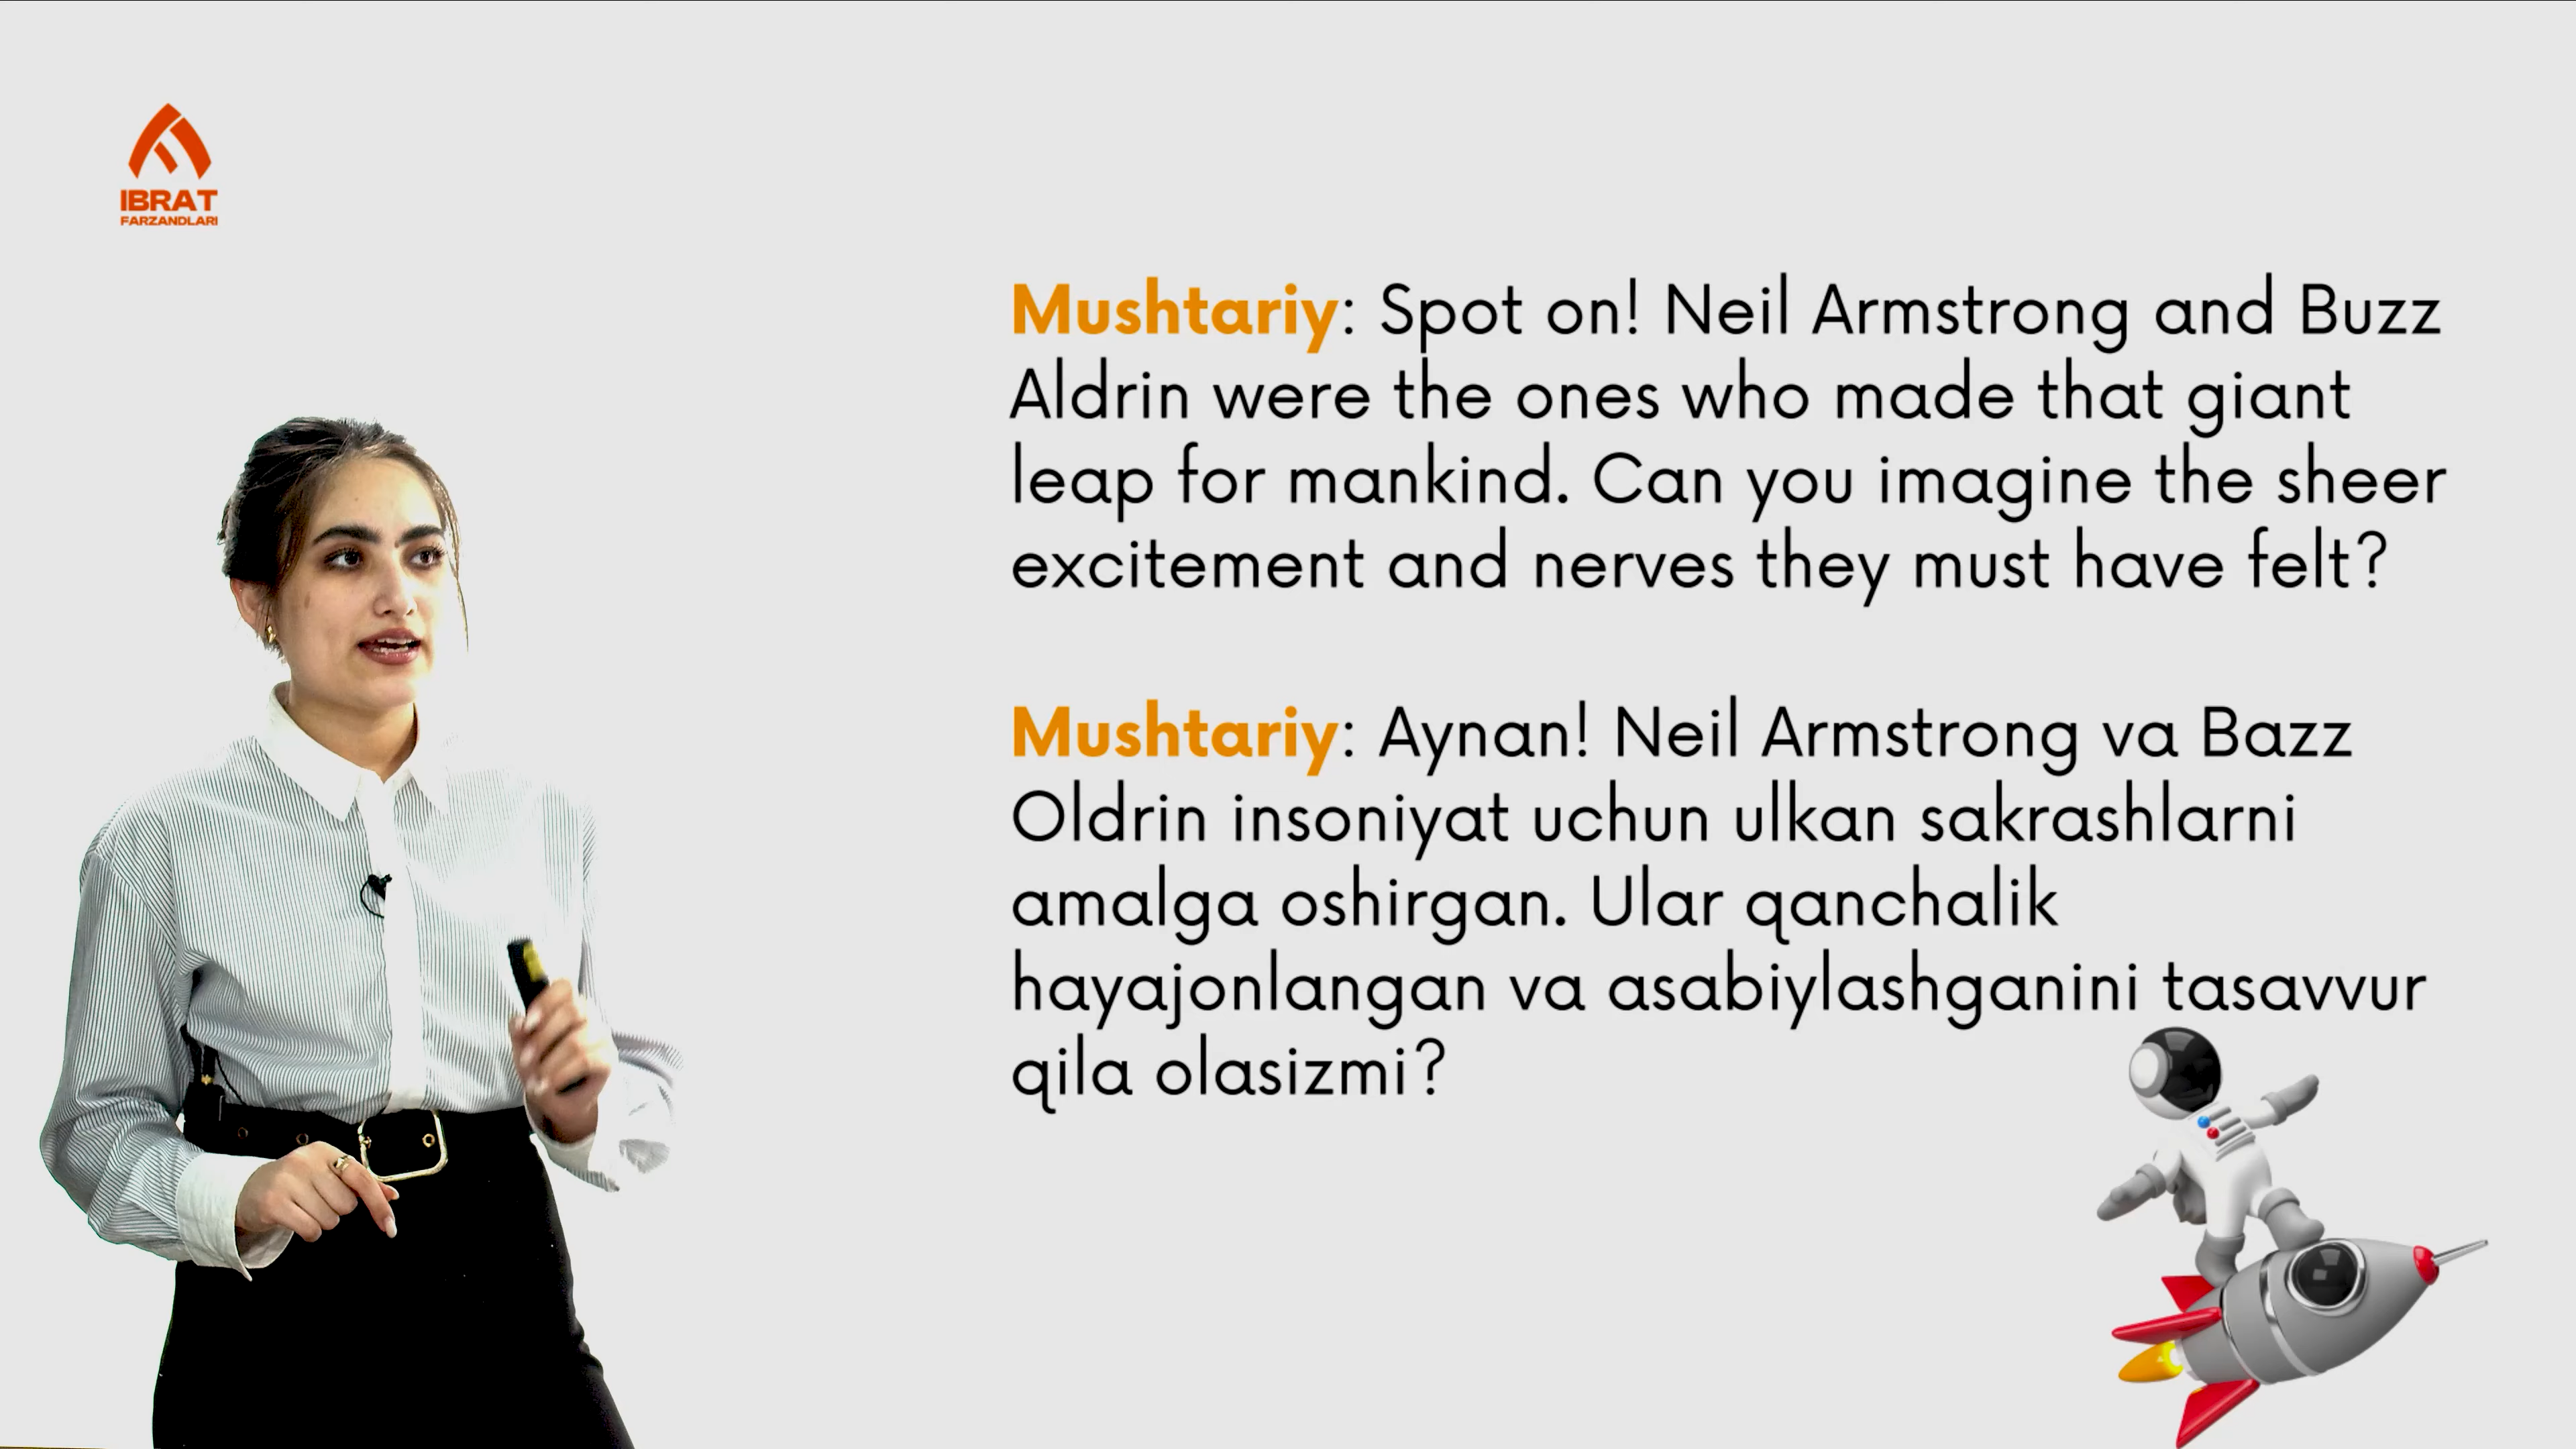 IBRAT
FARZANDLARI
Mushtariy: Spot on! Neil Armstrong and Buzz
Aldrin were the ones who made that giant
leap for mankind. Can you imagine the sheer
excitement and nerves they must have felt?
Mushtariy: Aynan! Neil Armstrong va Bazz
Oldrin insoniyat uchun ulkan sakrashlarni
amalga oshirgan. Ular qanchalik
hayajonlangan va asabiylashganini tasavvur
qila olasizmi?